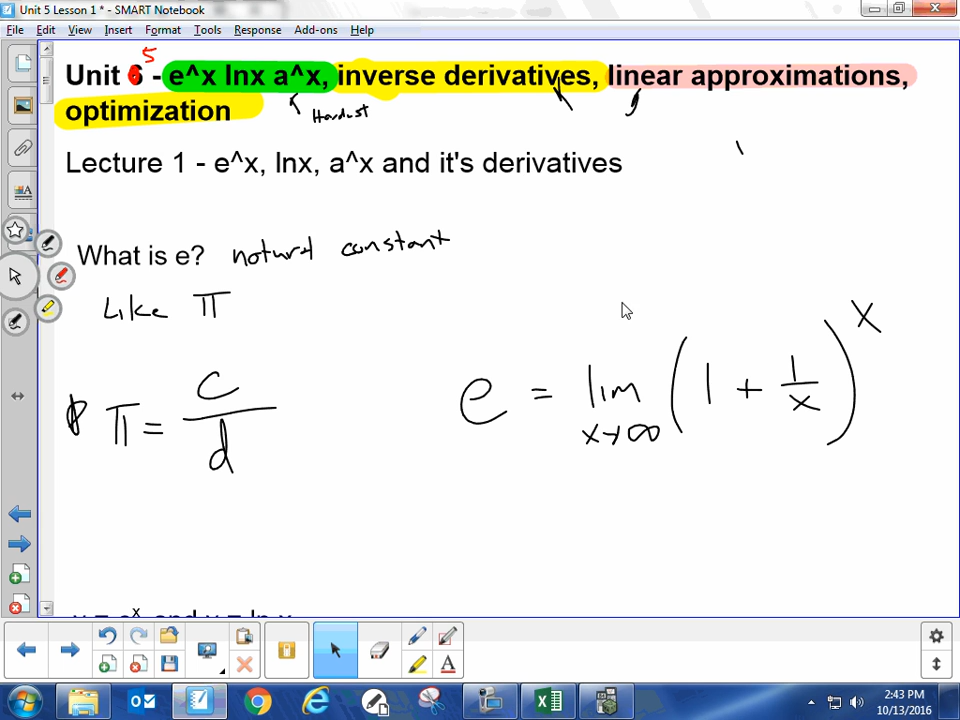 Unit 5 Lesson 1 * - SMART Notebook
File Edit View Insert Format Tools Response Add-ons Help
5
Unit 6 - e^x lnx a^x, inverse derivatives, linear approximations,
optimization
Hardest
Lecture 1 - e^x, lnx, a^x and it's derivatives
What is e? natural constant
Like π
π = c/d
e = lim x→∞ (1 + 1/x)^x
2:43 PM
10/13/2016